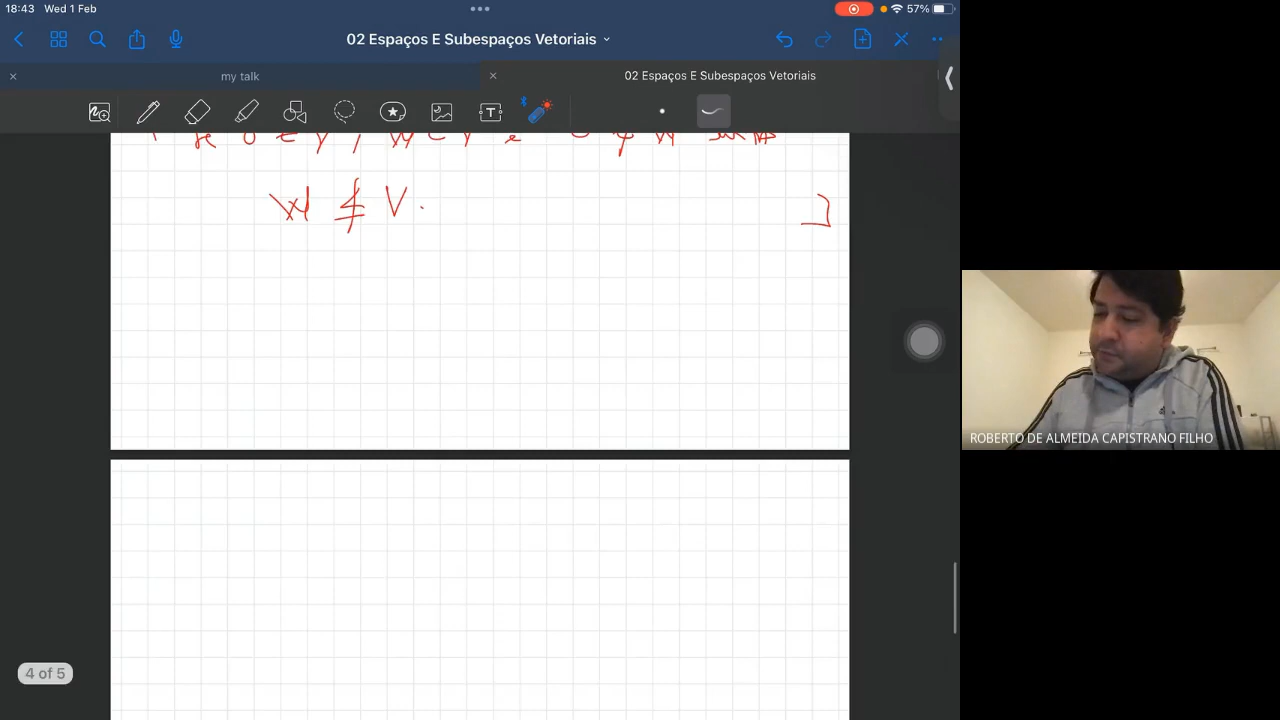 18:43 Wed 1 Feb
57%
02 Espaços E Subespaços Vetoriais
my talk
02 Espaços E Subespaços Vetoriais
T
W ≰ V.
ROBERTO DE ALMEIDA CAPISTRANO FILHO
4 of 5